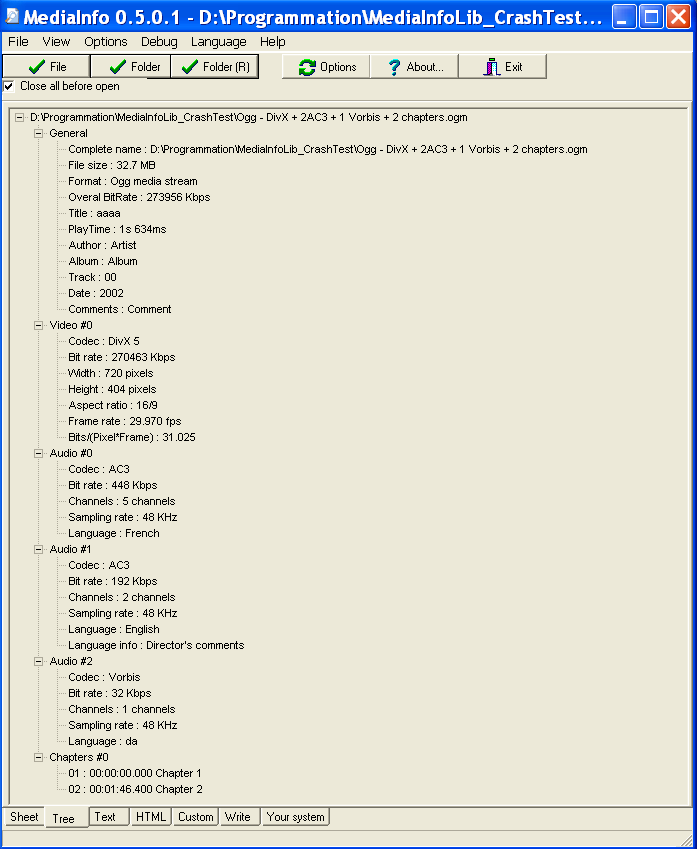 MediaInfo 0.5.0.1 - D:\Programmation\MediaInfoLib_CrashTest...
File View Options Debug Language Help
File Folder Folder (R) Options About... Exit
Close all before open
D:\Programmation\MediaInfoLib_CrashTest\Ogg - DivX + 2AC3 + 1 Vorbis + 2 chapters.ogm
General
Complete name : D:\Programmation\MediaInfoLib_CrashTest\Ogg - DivX + 2AC3 + 1 Vorbis + 2 chapters.ogm
File size : 32.7 MB
Format : Ogg media stream
Overal BitRate : 273956 Kbps
Title : aaaa
PlayTime : 1s 634ms
Author : Artist
Album : Album
Track : 00
Date : 2002
Comments : Comment
Video #0
Codec : DivX 5
Bit rate : 270463 Kbps
Width : 720 pixels
Height : 404 pixels
Aspect ratio : 16/9
Frame rate : 29.970 fps
Bits/(Pixel*Frame) : 31.025
Audio #0
Codec : AC3
Bit rate : 448 Kbps
Channels : 5 channels
Sampling rate : 48 KHz
Language : French
Audio #1
Codec : AC3
Bit rate : 192 Kbps
Channels : 2 channels
Sampling rate : 48 KHz
Language : English
Language info : Director's comments
Audio #2
Codec : Vorbis
Bit rate : 32 Kbps
Channels : 1 channels
Sampling rate : 48 KHz
Language : da
Chapters #0
01 : 00:00:00.000 Chapter 1
02 : 00:01:46.400 Chapter 2
Sheet Tree Text HTML Custom Write Your system